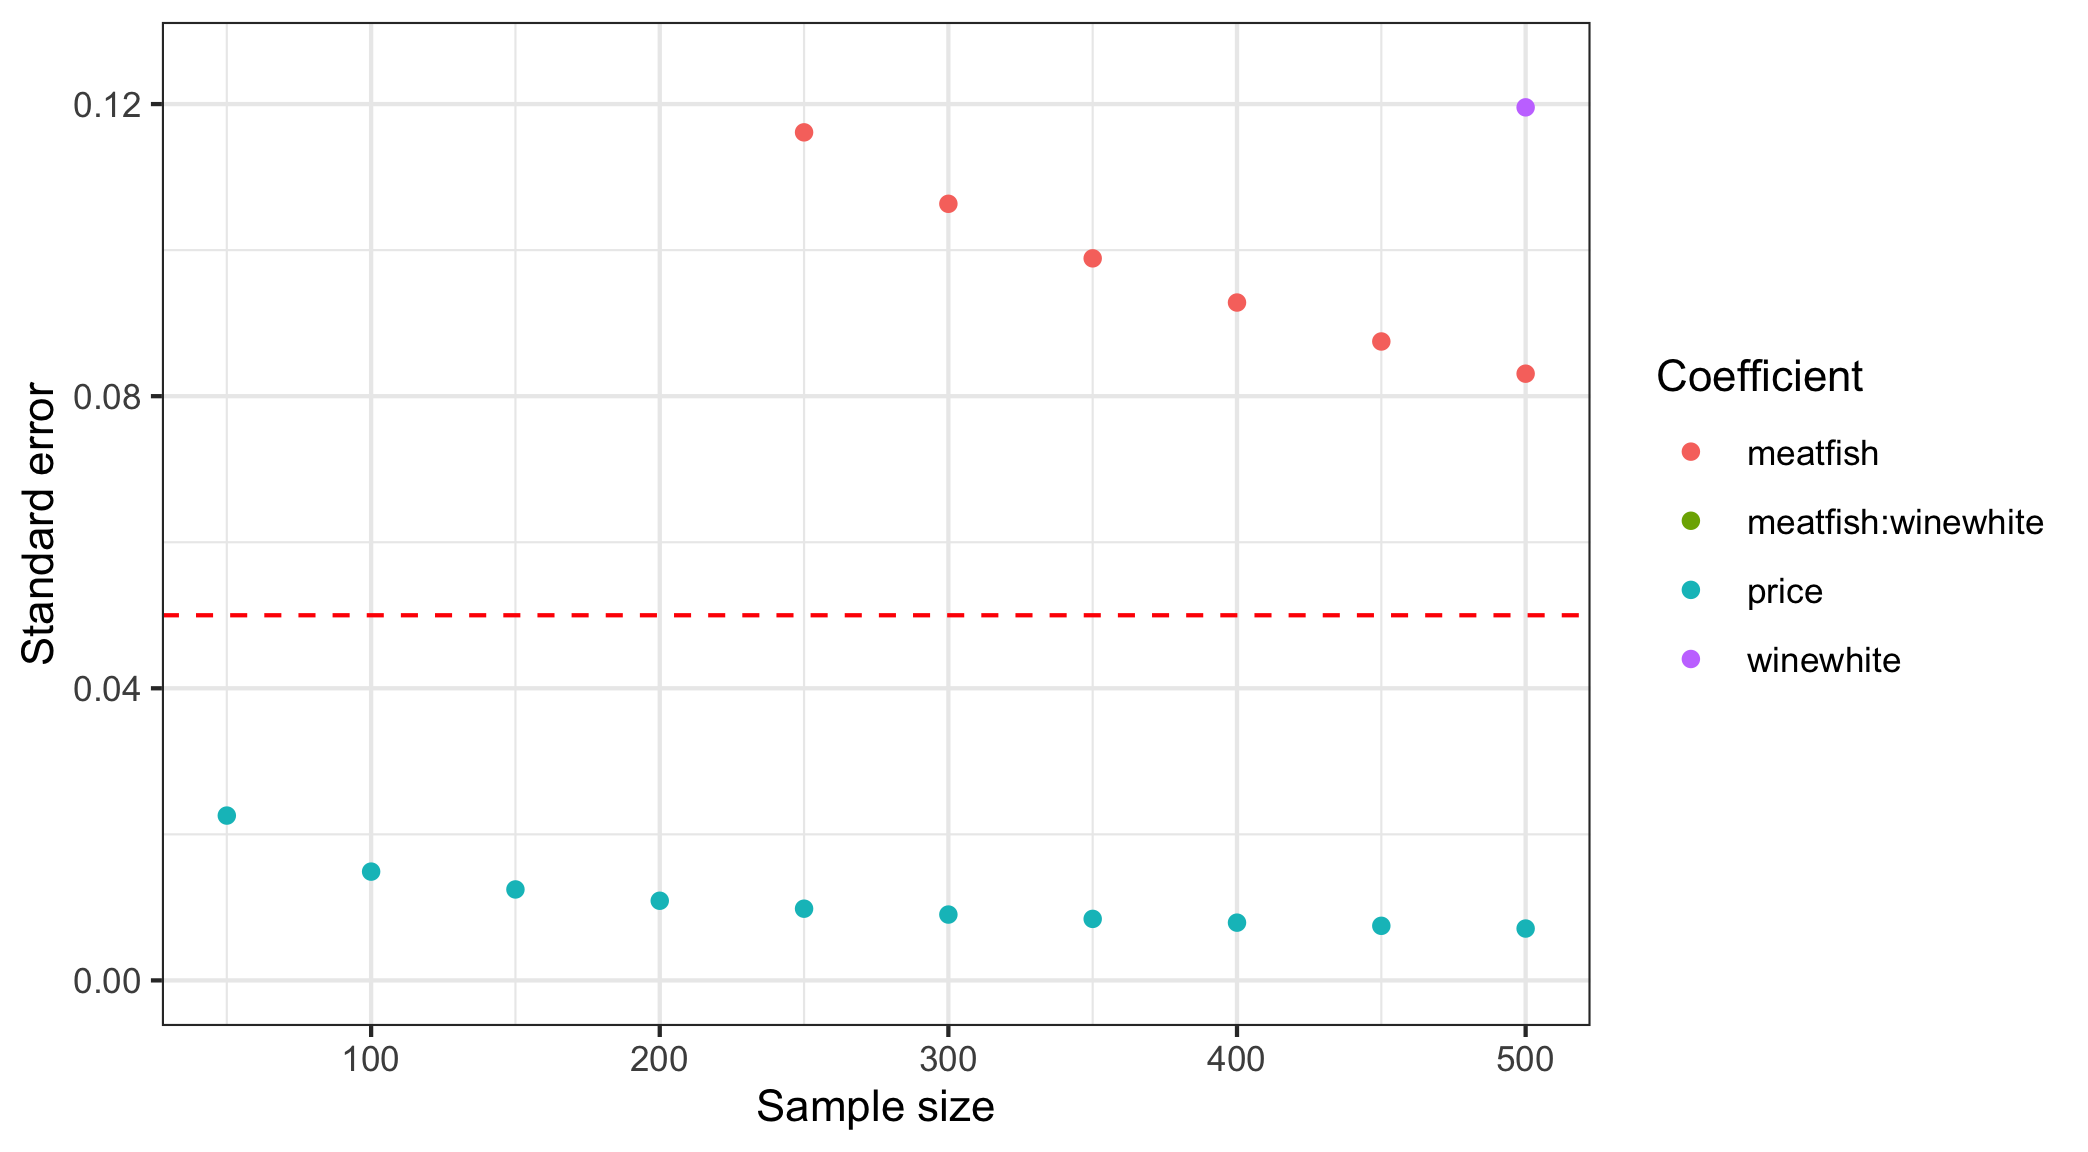 0.12
0.08
0.04
0.00
Standard error
100 200 300 400 500
Sample size
Coefficient
meatfish
meatfish:winewhite
price
winewhite